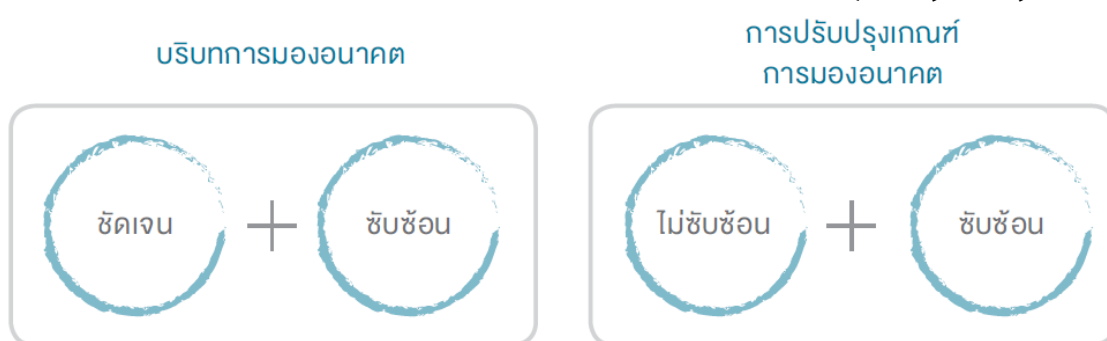 บริบทการมองอนาคต
การปรับปรุงเกณฑ์
การมองอนาคต
ชัดเจน + ซับซ้อน
ไม่ซับซ้อน + ซับซ้อน